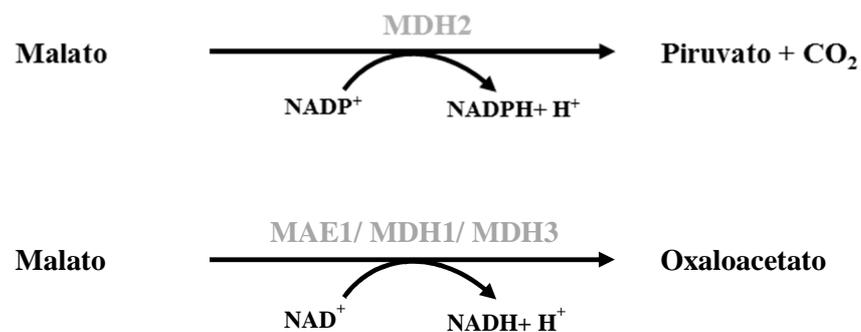 MDH2
Malato Piruvato + CO₂
NADP⁺ NADPH+ H⁺
MAE1/ MDH1/ MDH3
Malato Oxaloacetato
NAD⁺ NADH+ H⁺